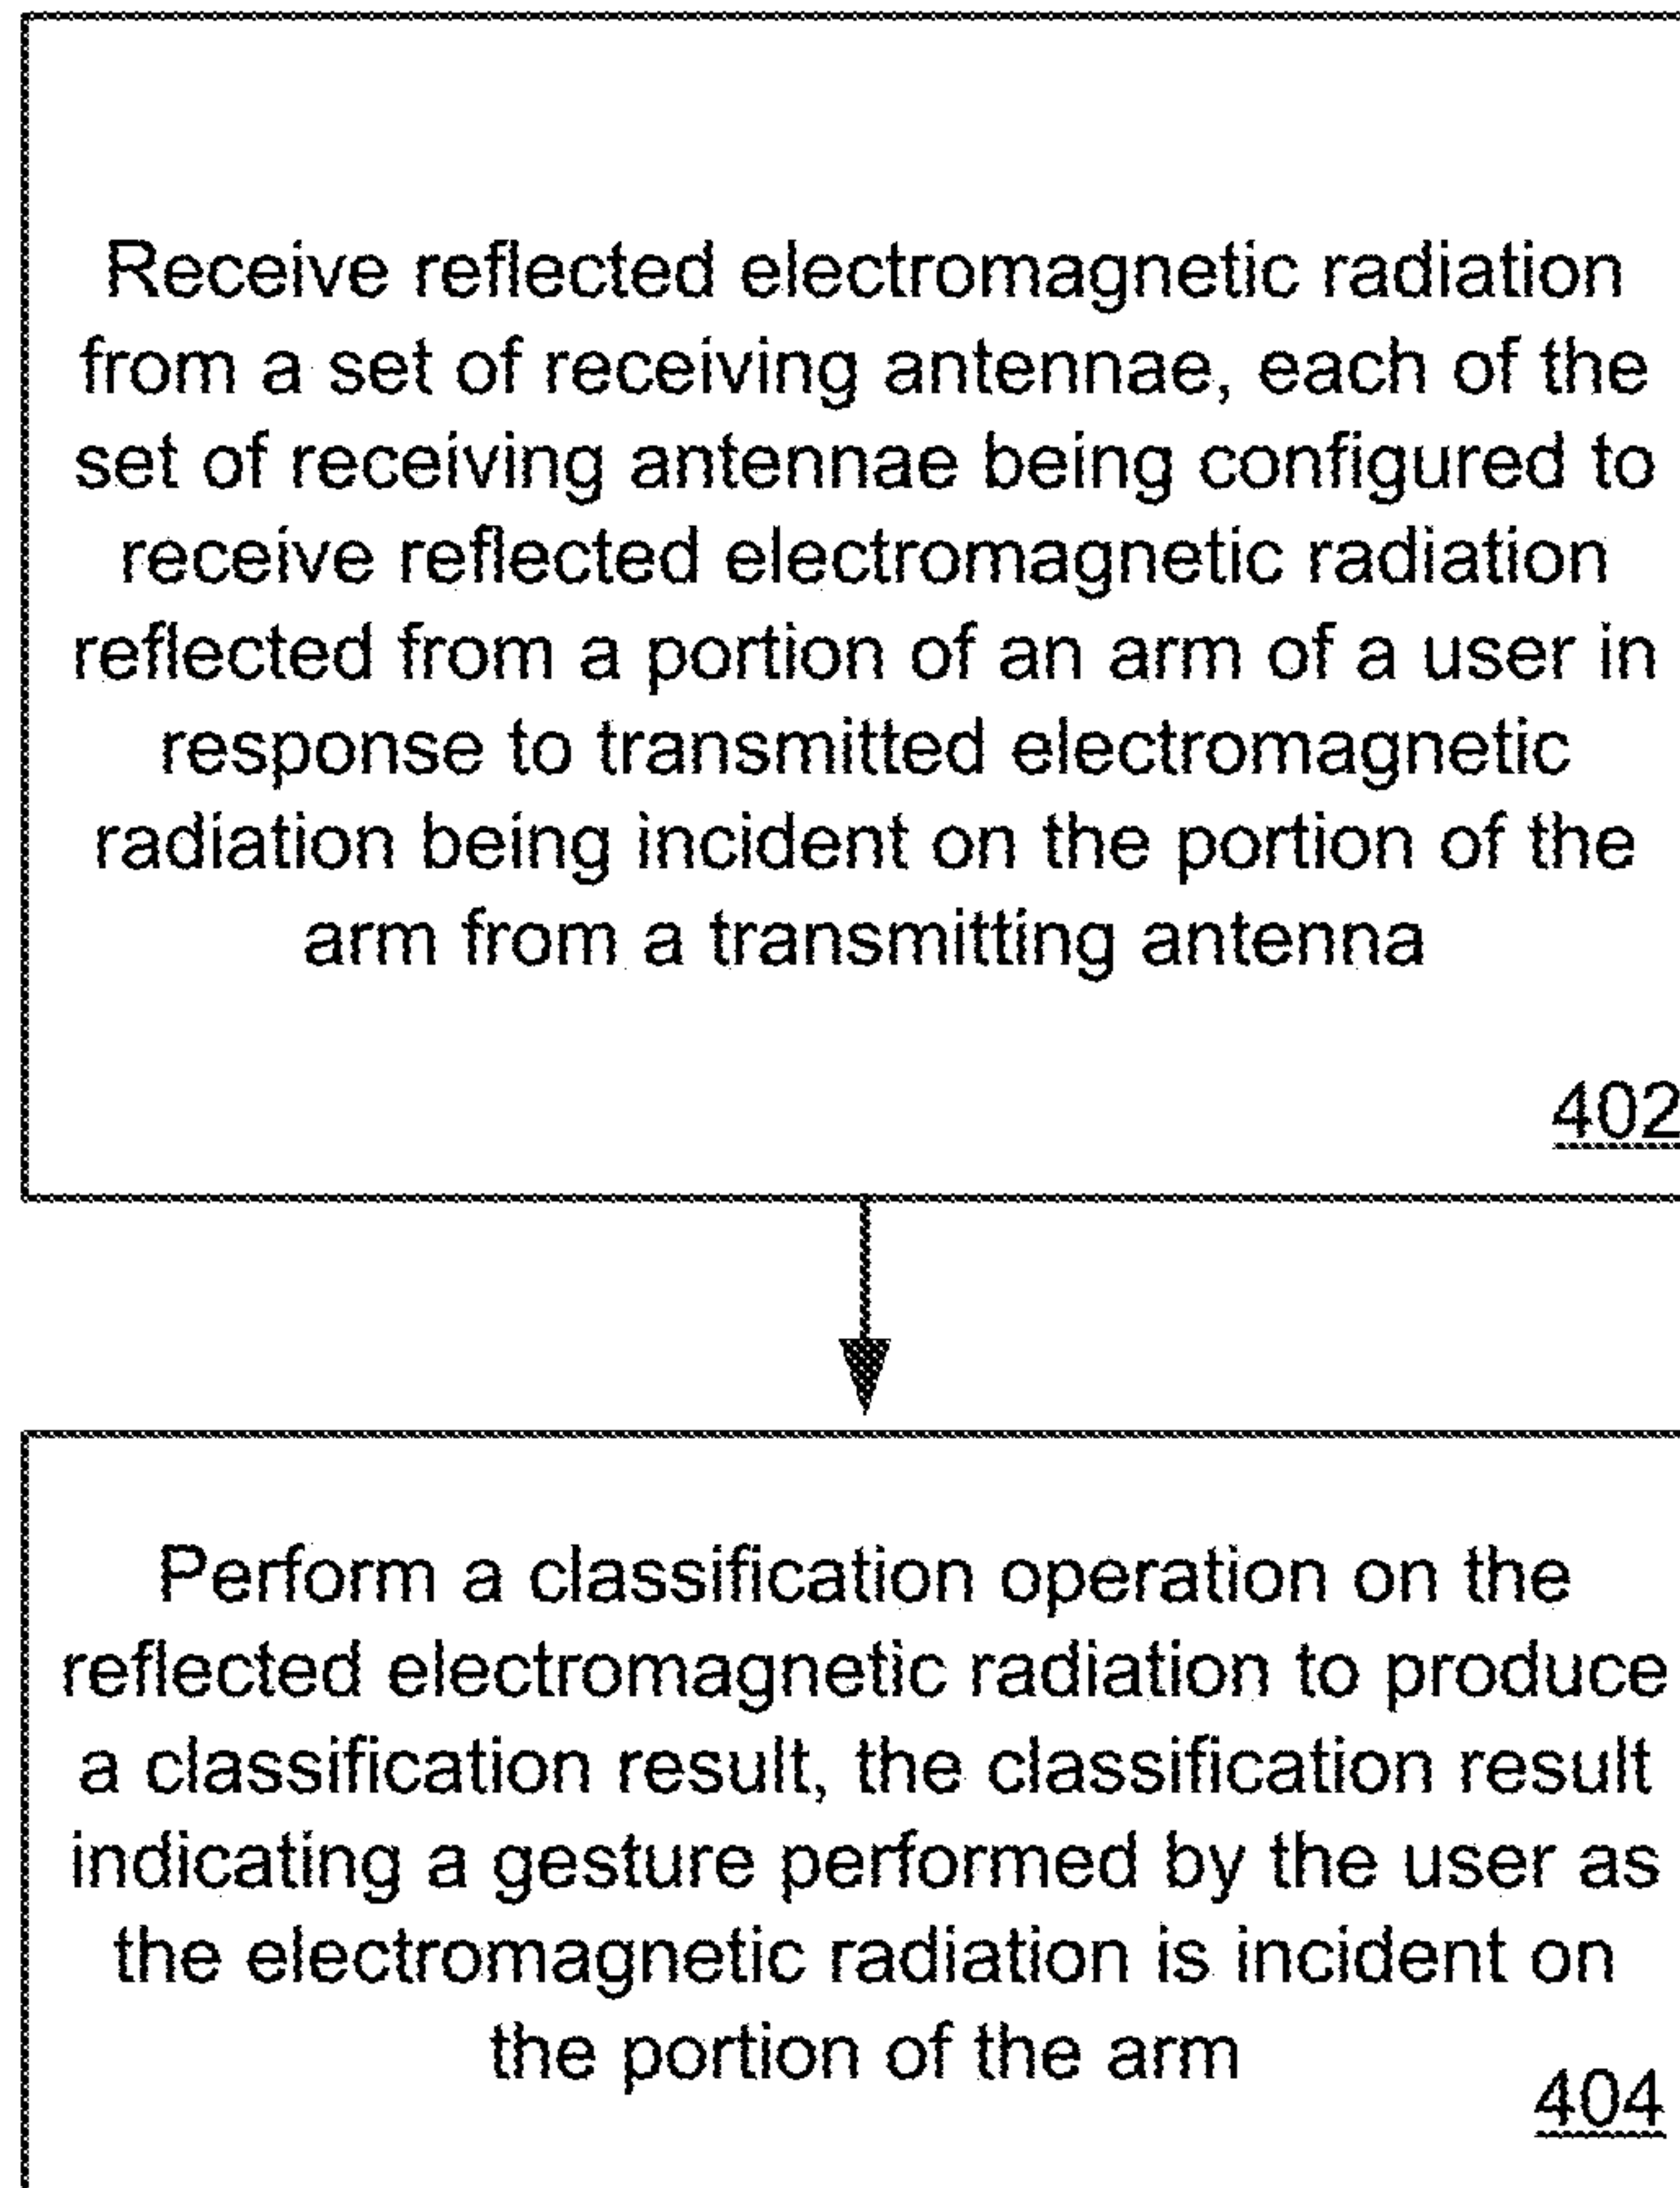 Receive reflected electromagnetic radiation
from a set of receiving antennae, each of the
set of receiving antennae being configured to
receive reflected electromagnetic radiation
reflected from a portion of an arm of a user in
response to transmitted electromagnetic
radiation being incident on the portion of the
arm from a transmitting antenna
402
Perform a classification operation on the
reflected electromagnetic radiation to produce
a classification result, the classification result
indicating a gesture performed by the user as
the electromagnetic radiation is incident on
the portion of the arm
404